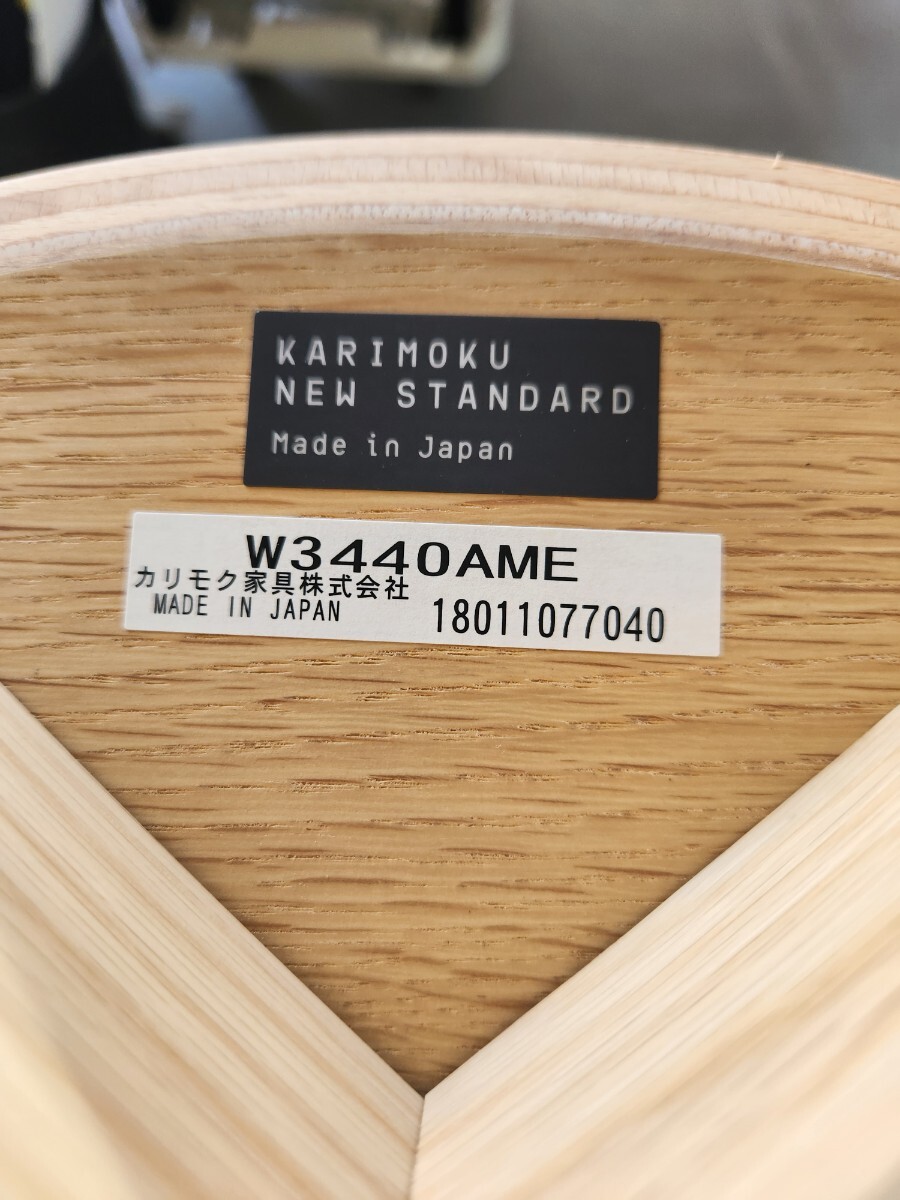 KARIMOKU
NEW STANDARD
Made in Japan
W3440AME
カリモク家具株式会社
MADE IN JAPAN 18011077040